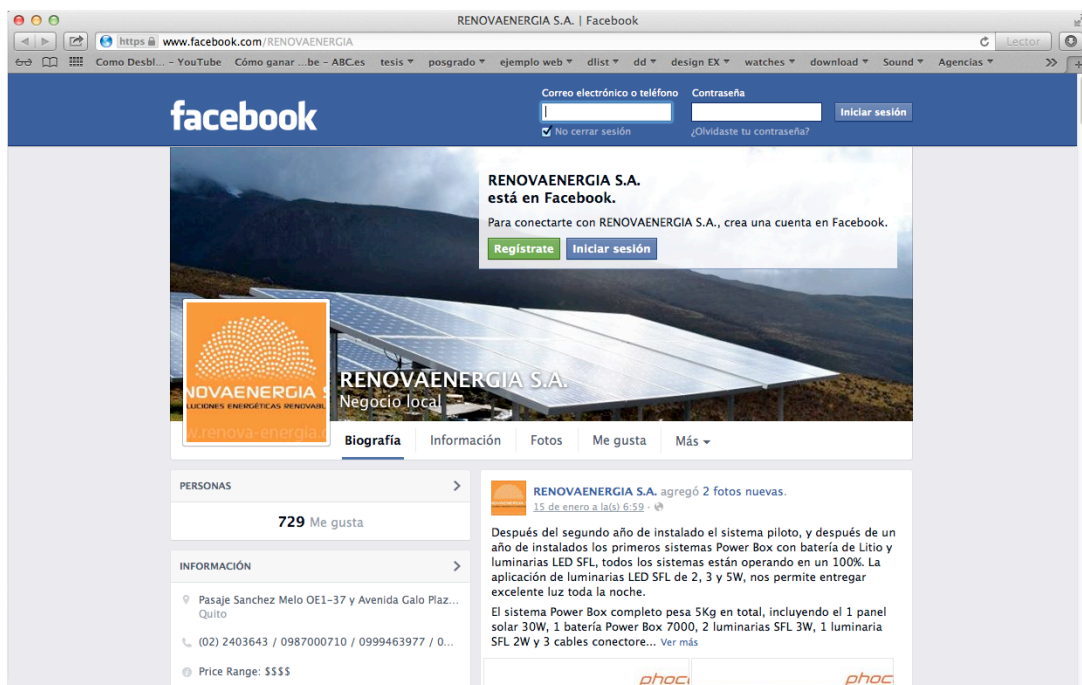 RENOVAENERGIA S.A. | Facebook
https www.facebook.com/RENOVAENERGIA
Lector
Como Desbl... – YouTube Cómo ganar ...be – ABC.es tesis posgrado ejemplo web dlist dd design EX watches download Sound Agencias
facebook
Correo electrónico o teléfono
Contraseña
Iniciar sesión
No cerrar sesión
¿Olvidaste tu contraseña?
RENOVAENERGIA S.A.
está en Facebook.
Para conectarte con RENOVAENERGIA S.A., crea una cuenta en Facebook.
Regístrate Iniciar sesión
NOVAENERGIA S
LUCIONES ENERGÉTICAS RENOVABL
w.renova-energia.c
RENOVAENERGIA S.A.
Negocio local
Biografía Información Fotos Me gusta Más
PERSONAS
729 Me gusta
INFORMACIÓN
Pasaje Sanchez Melo OE1-37 y Avenida Galo Plaz...
Quito
(02) 2403643 / 0987000710 / 0999463977 / 0...
Price Range: $$$$
RENOVAENERGIA S.A. agregó 2 fotos nuevas.
15 de enero a la(s) 6:59 ·
Después del segundo año de instalado el sistema piloto, y después de un
año de instalados los primeros sistemas Power Box con batería de Litio y
luminarias LED SFL, todos los sistemas están operando en un 100%. La
aplicación de luminarias LED SFL de 2, 3 y 5W, nos permite entregar
excelente luz toda la noche.
El sistema Power Box completo pesa 5Kg en total, incluyendo el 1 panel
solar 30W, 1 batería Power Box 7000, 2 luminarias SFL 3W, 1 luminaria
SFL 2W y 3 cables conectore... Ver más
phoc phoc